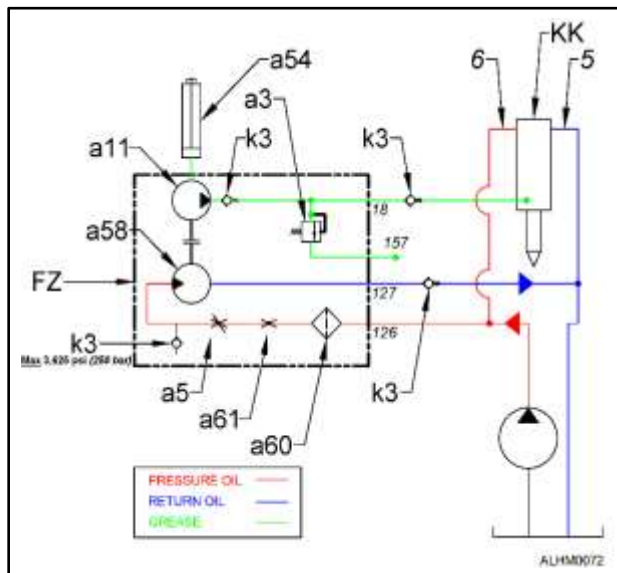 KK
6
5
a54
a3
k3
k3
a11
18
a58
157
FZ
127
126
k3
Max 3,625 psi (250 bar)
a5
k3
a61
a60
PRESSURE OIL
RETURN OIL
GREASE
ALHM0072